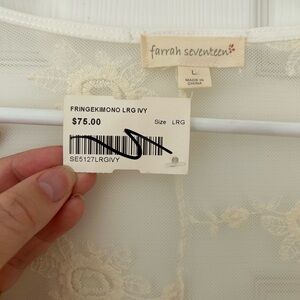 farrah seventeen
L
MADE IN
CHINA
FRINGEKIMONO LRG IVY
$75.00 Size LRG
SE5127LRGIVY